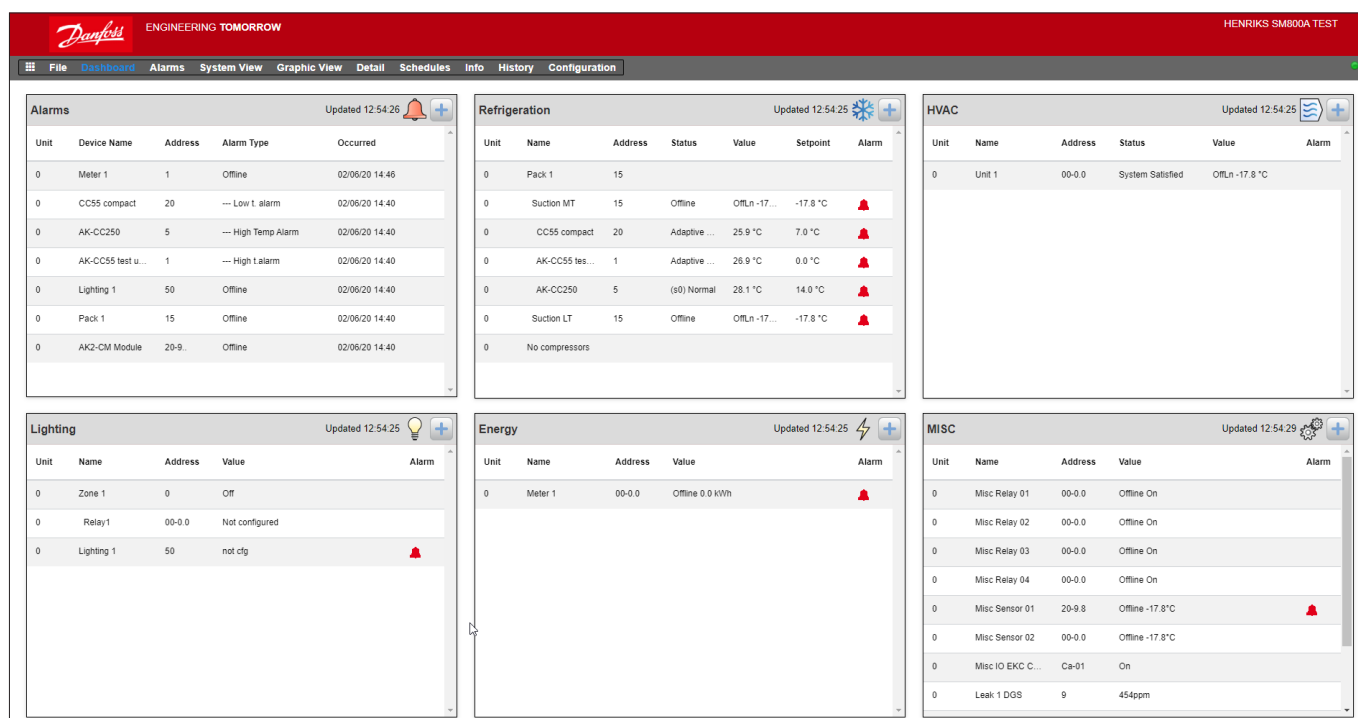 Danfoss ENGINEERING TOMORROW HENRIKS SM800A TEST
File Dashboard Alarms System View Graphic View Detail Schedules Info History Configuration
Alarms Updated 12:54:26
Unit Device Name Address Alarm Type Occurred
0 Meter 1 1 Offline 02/06/20 14:46
0 CC55 compact 20 --- Low t. alarm 02/06/20 14:40
0 AK-CC250 5 --- High Temp Alarm 02/06/20 14:40
0 AK-CC55 test u... 1 --- High t.alarm 02/06/20 14:40
0 Lighting 1 50 Offline 02/06/20 14:40
0 Pack 1 15 Offline 02/06/20 14:40
0 AK2-CM Module 20-9.. Offline 02/06/20 14:40
Refrigeration Updated 12:54:25
Unit Name Address Status Value Setpoint Alarm
0 Pack 1 15
0 Suction MT 15 Offline OffLn -17... -17.8 °C
0 CC55 compact 20 Adaptive ... 25.9 °C 7.0 °C
0 AK-CC55 tes... 1 Adaptive ... 26.9 °C 0.0 °C
0 AK-CC250 5 (s0) Normal 28.1 °C 14.0 °C
0 Suction LT 15 Offline OffLn -17... -17.8 °C
0 No compressors
HVAC Updated 12:54:25
Unit Name Address Status Value Alarm
0 Unit 1 00-0.0 System Satisfied OffLn -17.8 °C
Lighting Updated 12:54:25
Unit Name Address Value Alarm
0 Zone 1 0 Off
0 Relay1 00-0.0 Not configured
0 Lighting 1 50 not cfg
Energy Updated 12:54:25
Unit Name Address Value Alarm
0 Meter 1 00-0.0 Offline 0.0 kWh
MISC Updated 12:54:29
Unit Name Address Value Alarm
0 Misc Relay 01 00-0.0 Offline On
0 Misc Relay 02 00-0.0 Offline On
0 Misc Relay 03 00-0.0 Offline On
0 Misc Relay 04 00-0.0 Offline On
0 Misc Sensor 01 20-9.8 Offline -17.8°C
0 Misc Sensor 02 00-0.0 Offline -17.8°C
0 Misc IO EKC C... Ca-01 On
0 Leak 1 DGS 9 454ppm